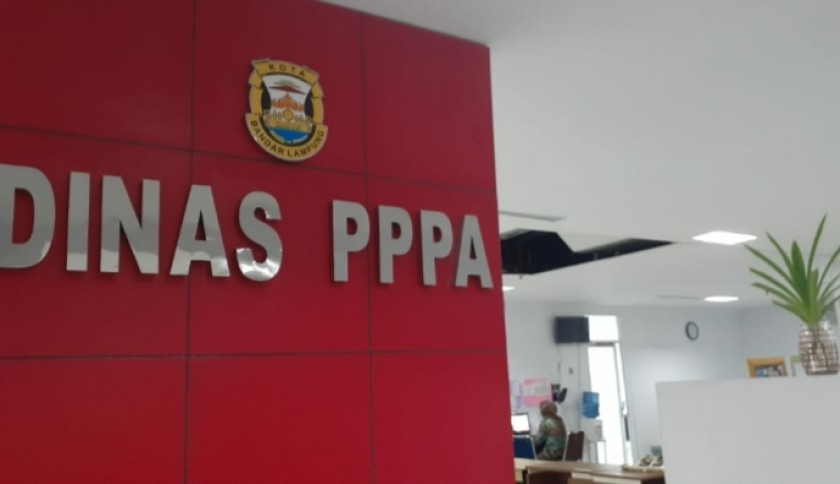 KOTA
BANDAR LAMPUNG
DINAS PPPA